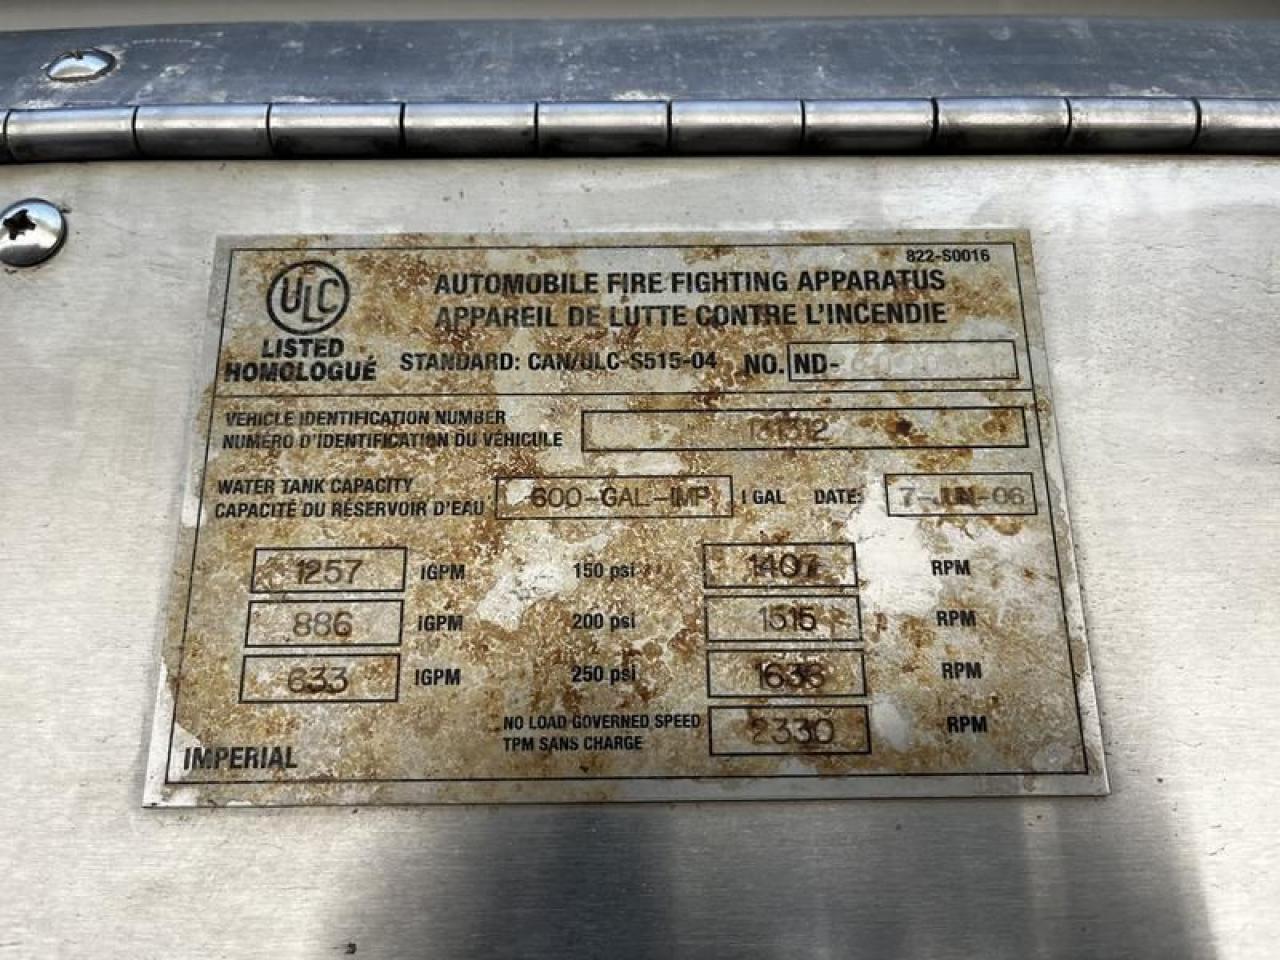 822-S0016
ULC
AUTOMOBILE FIRE FIGHTING APPARATUS
APPAREIL DE LUTTE CONTRE L'INCENDIE
LISTED
HOMOLOGUÉ
STANDARD: CAN/ULC-S515-04 NO. ND-
VEHICLE IDENTIFICATION NUMBER
NUMÉRO D'IDENTIFICATION DU VÉHICULE
WATER TANK CAPACITY
CAPACITÉ DU RÉSERVOIR D'EAU 600-GAL-IMP I GAL DATE: 7-JUN-06
1257 IGPM 150 psi 1407 RPM
886 IGPM 200 psi 1515 RPM
633 IGPM 250 psi 1636 RPM
NO LOAD GOVERNED SPEED
TPM SANS CHARGE 2330 RPM
IMPERIAL